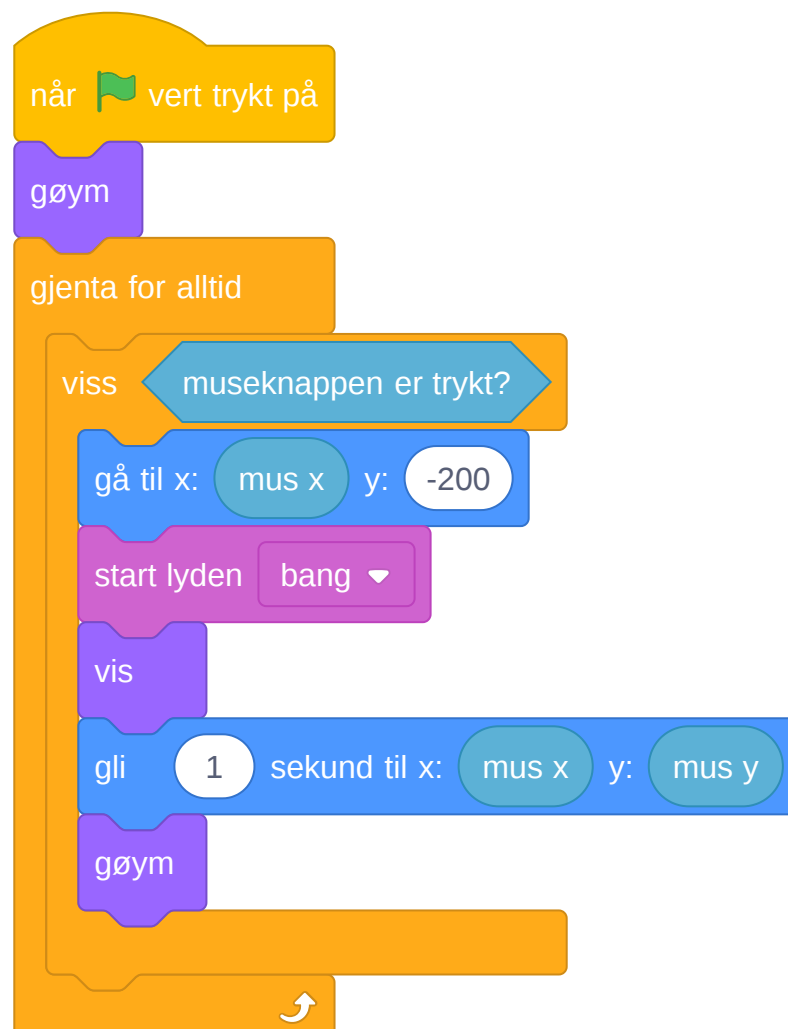 når vert trykt på
gøym
gjenta for alltid
viss museknappen er trykt?
gå til x: mus x y: -200
start lyden bang
vis
gli 1 sekund til x: mus x y: mus y
gøym